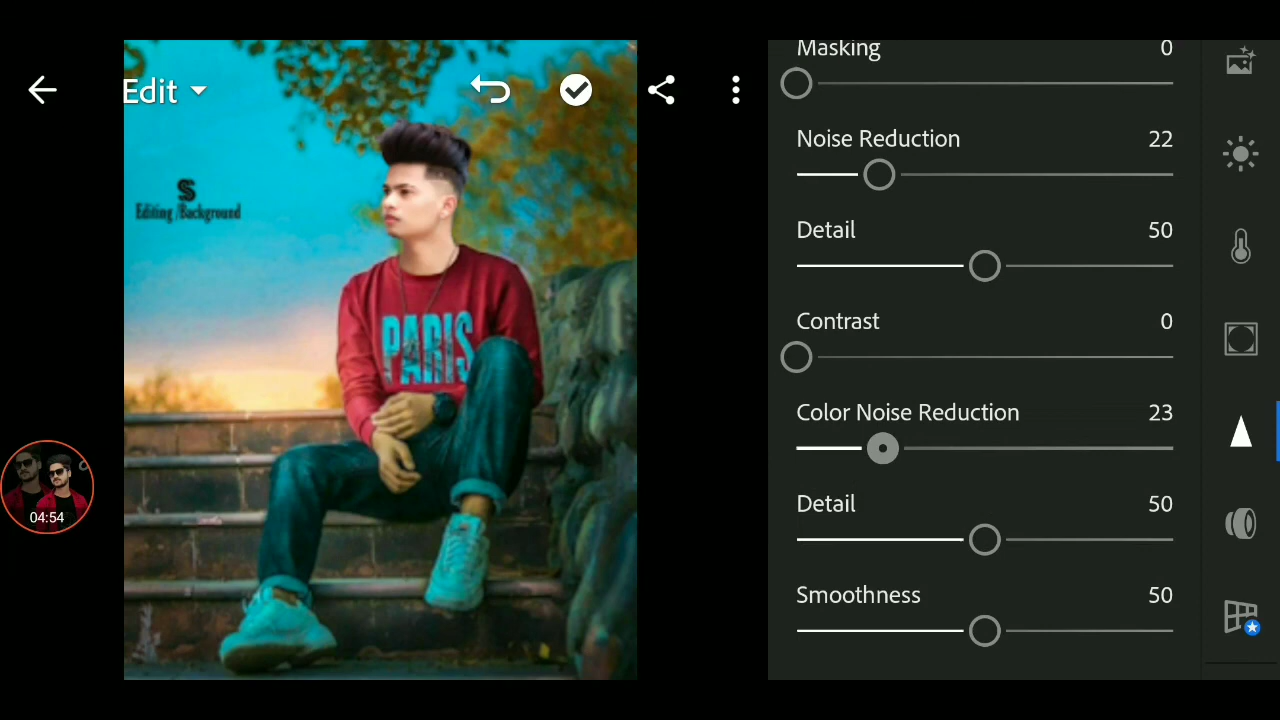 Edit
S
Editing Background
PARIS
04:54
Masking 0
Noise Reduction 22
Detail 50
Contrast 0
Color Noise Reduction 23
Detail 50
Smoothness 50